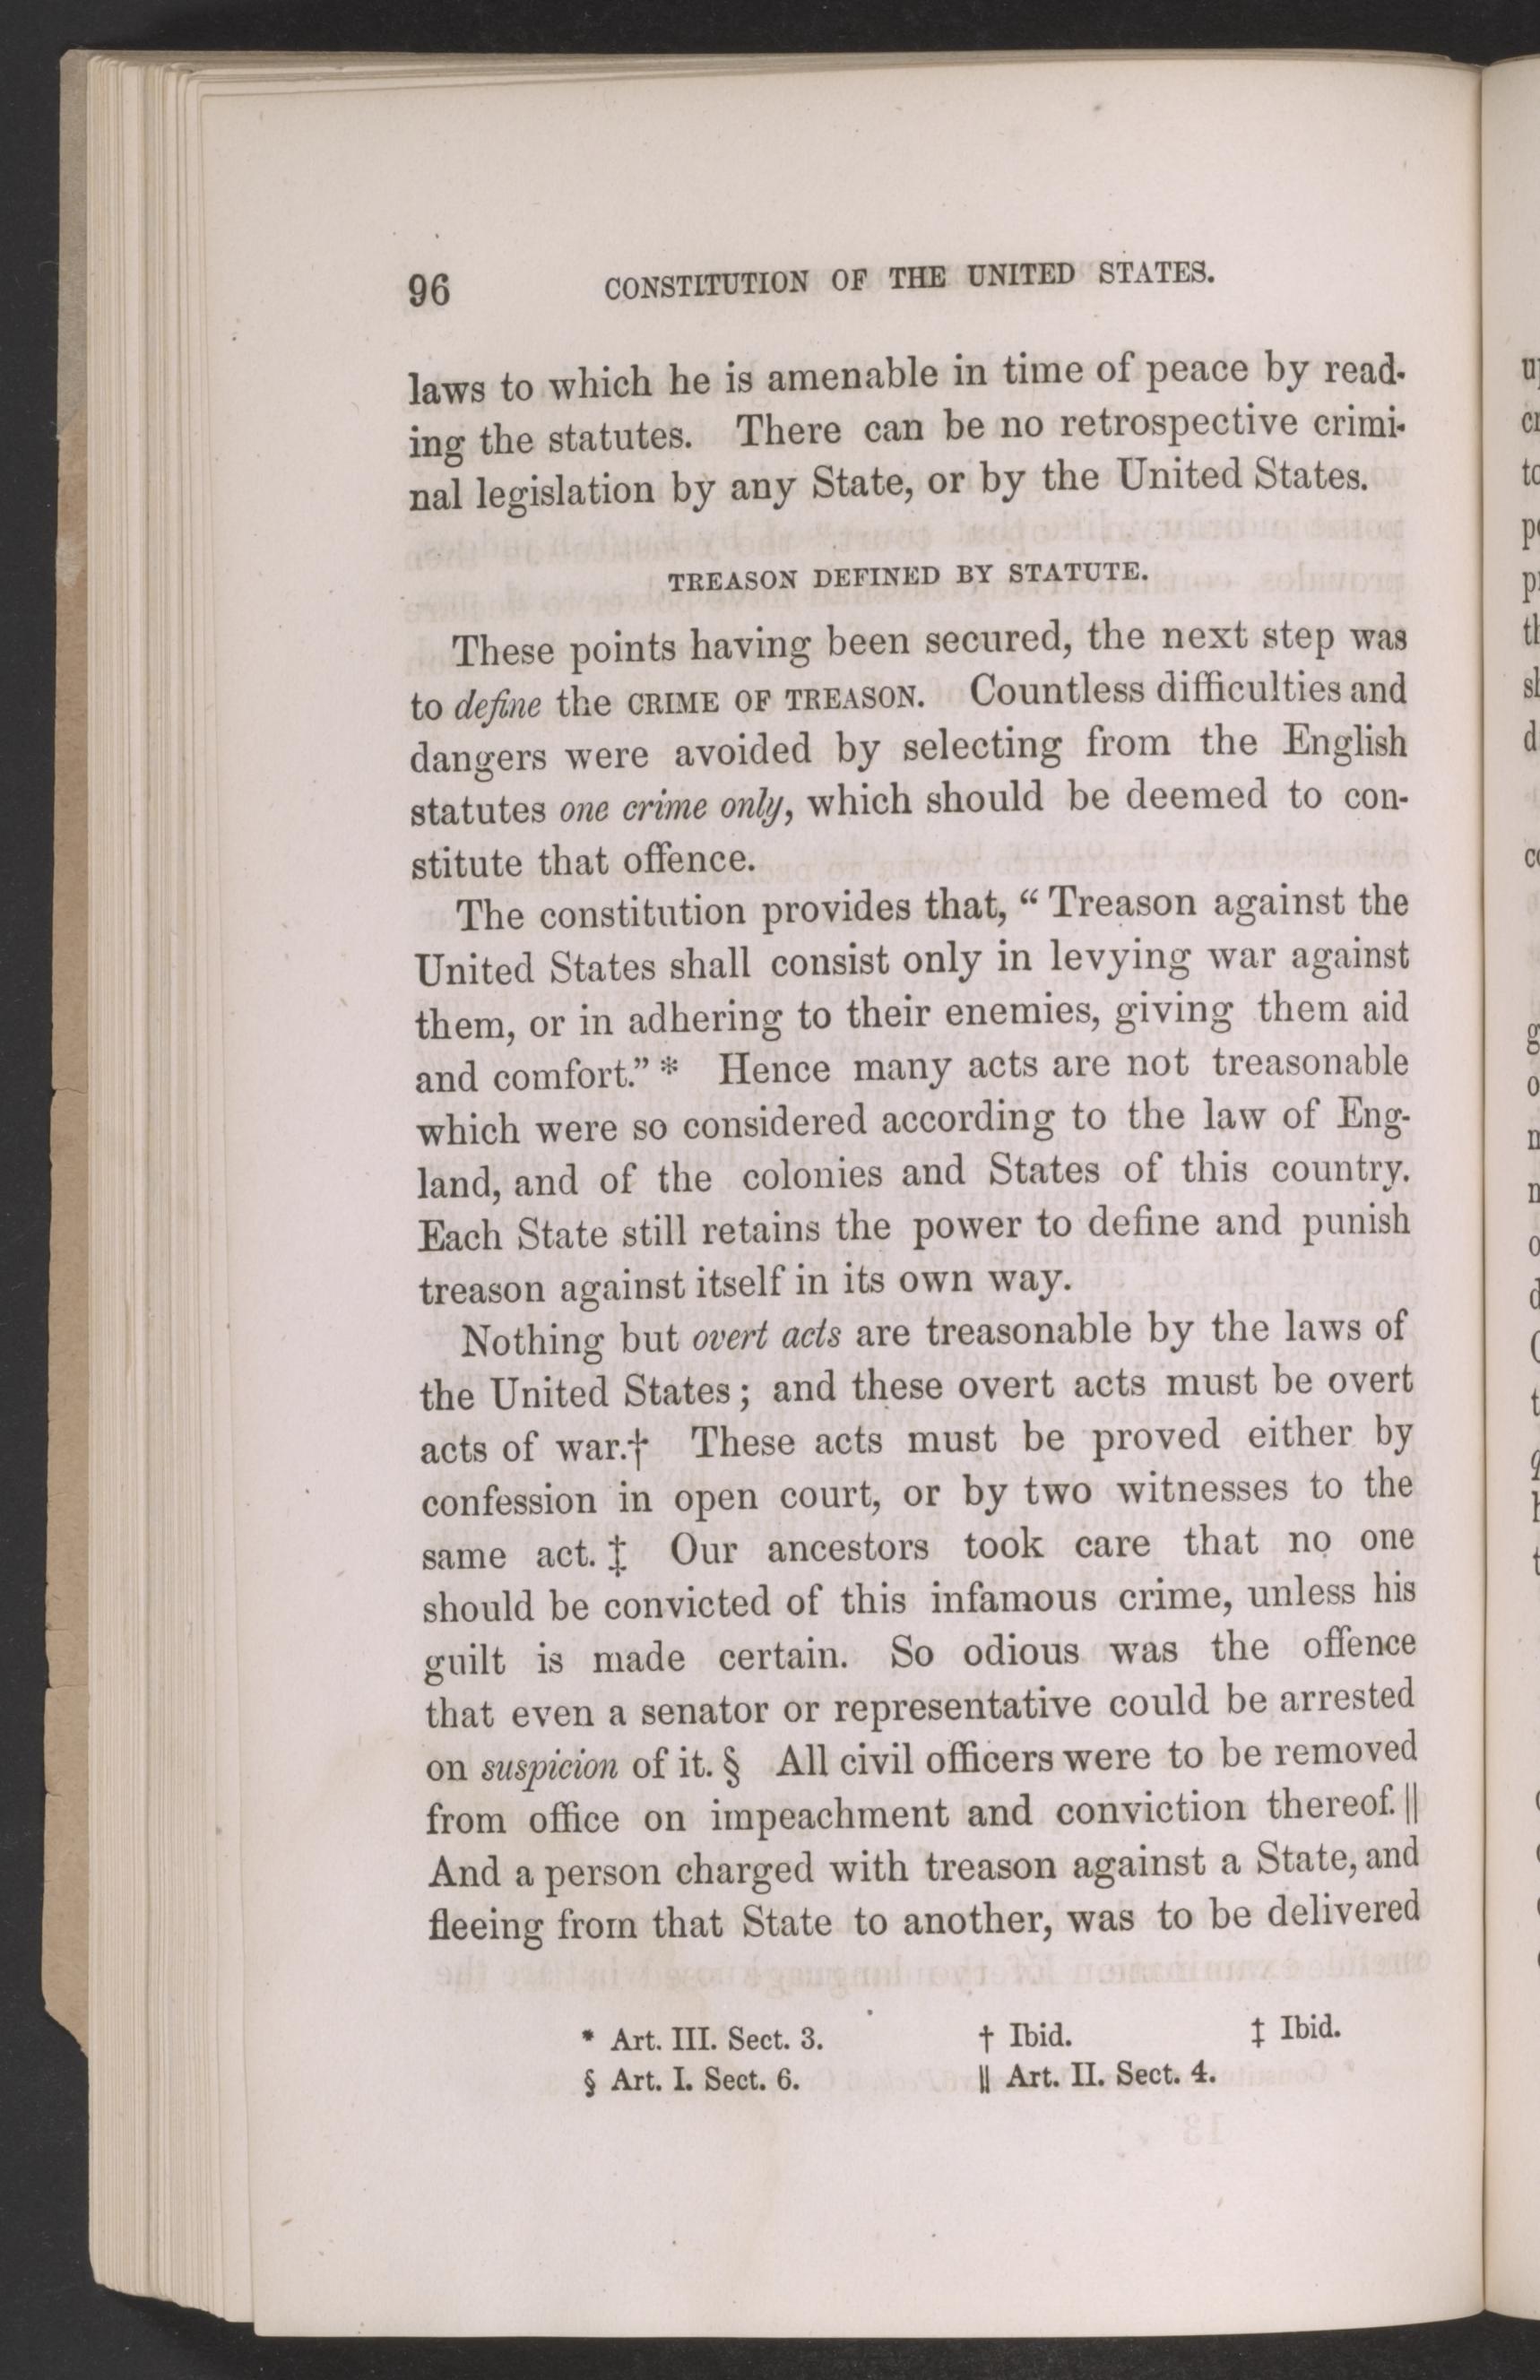 96 CONSTITUTION OF THE UNITED STATES.
laws to which he is amenable in time of peace by read-
ing the statutes. There can be no retrospective crimi-
nal legislation by any State, or by the United States.
TREASON DEFINED BY STATUTE.
These points having been secured, the next step was
to define the CRIME OF TREASON. Countless difficulties and
dangers were avoided by selecting from the English
statutes one crime only, which should be deemed to con-
stitute that offence.
The constitution provides that, “ Treason against the
United States shall consist only in levying war against
them, or in adhering to their enemies, giving them aid
and comfort.” * Hence many acts are not treasonable
which were so considered according to the law of Eng-
land, and of the colonies and States of this country.
Each State still retains the power to define and punish
treason against itself in its own way.
Nothing but overt acts are treasonable by the laws of
the United States ; and these overt acts must be overt
acts of war.† These acts must be proved either by
confession in open court, or by two witnesses to the
same act. ‡ Our ancestors took care that no one
should be convicted of this infamous crime, unless his
guilt is made certain. So odious was the offence
that even a senator or representative could be arrested
on suspicion of it. § All civil officers were to be removed
from office on impeachment and conviction thereof. ||
And a person charged with treason against a State, and
fleeing from that State to another, was to be delivered
* Art. III. Sect. 3. † Ibid. ‡ Ibid.
§ Art. I. Sect. 6. || Art. II. Sect. 4.